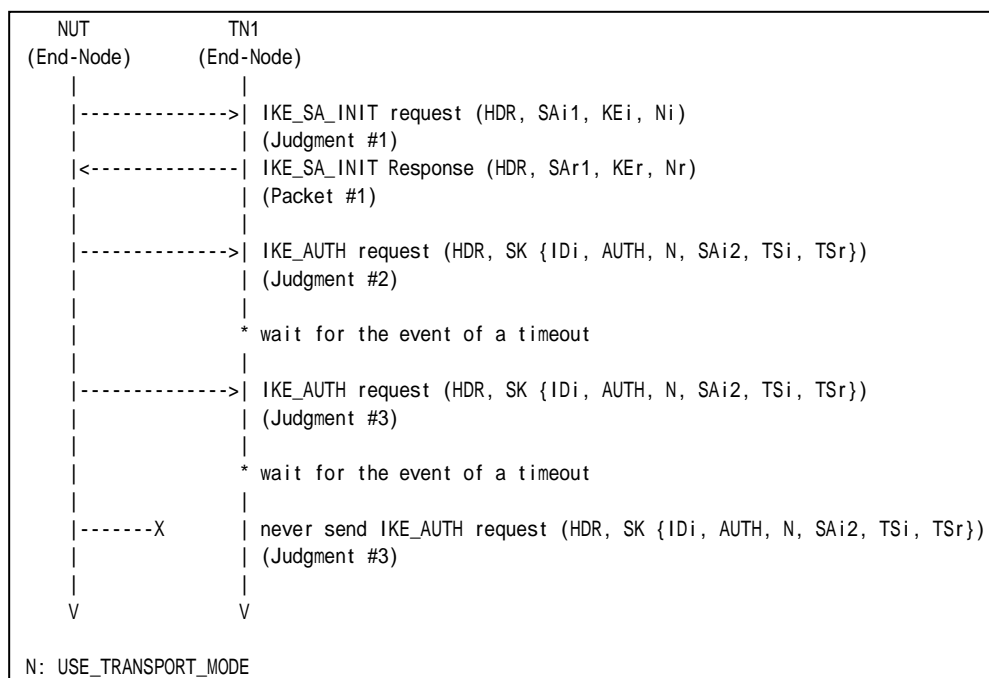 NUT TN1
(End-Node) (End-Node)
| |
|-------------->| IKE_SA_INIT request (HDR, SAi1, KEi, Ni)
| | (Judgment #1)
|<--------------| IKE_SA_INIT Response (HDR, SAr1, KEr, Nr)
| | (Packet #1)
| |
|-------------->| IKE_AUTH request (HDR, SK {IDi, AUTH, N, SAi2, TSi, TSr})
| | (Judgment #2)
| |
| * wait for the event of a timeout
| |
|-------------->| IKE_AUTH request (HDR, SK {IDi, AUTH, N, SAi2, TSi, TSr})
| | (Judgment #3)
| |
| * wait for the event of a timeout
| |
|-------X | never send IKE_AUTH request (HDR, SK {IDi, AUTH, N, SAi2, TSi, TSr})
| | (Judgment #3)
| |
V V
N: USE_TRANSPORT_MODE